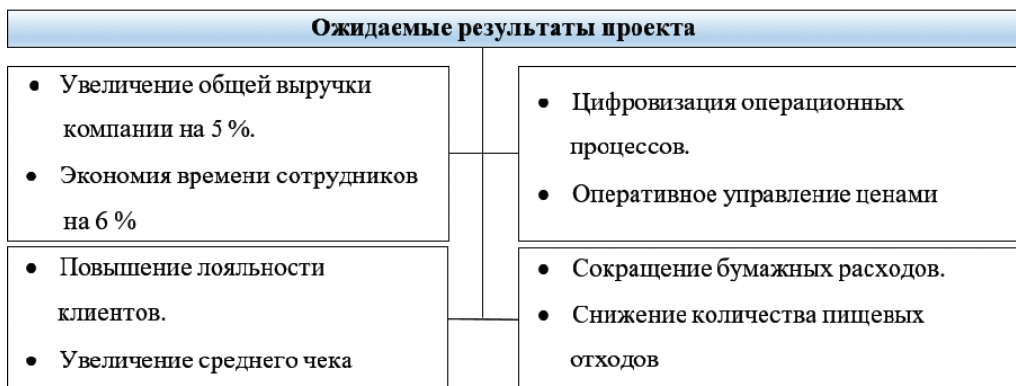 Ожидаемые результаты проекта
• Увеличение общей выручки
компании на 5 %.
• Экономия времени сотрудников
на 6 %
• Цифровизация операционных
процессов.
• Оперативное управление ценами
• Повышение лояльности
клиентов.
• Увеличение среднего чека
• Сокращение бумажных расходов.
• Снижение количества пищевых
отходов